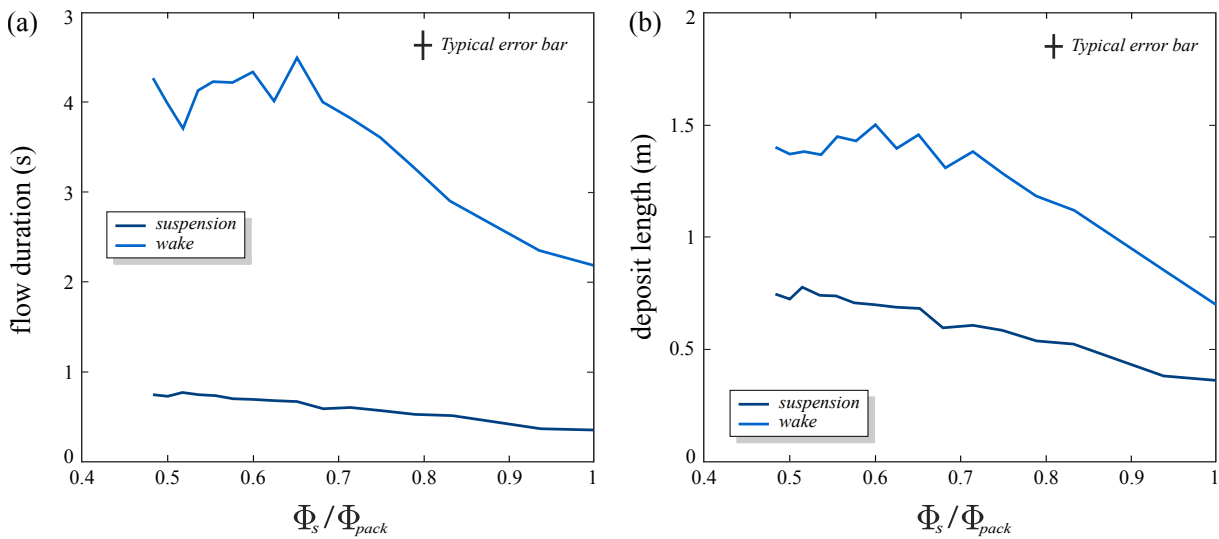 (a)
3
4
3
2
1
0
flow duration (s)
Typical error bar
suspension
wake
0.4 0.5 0.6 0.7 0.8 0.9 1
Φs/Φpack
(b)
2
1.5
1
0.5
0
deposit length (m)
Typical error bar
suspension
wake
0.4 0.5 0.6 0.7 0.8 0.9 1
Φs/Φpack